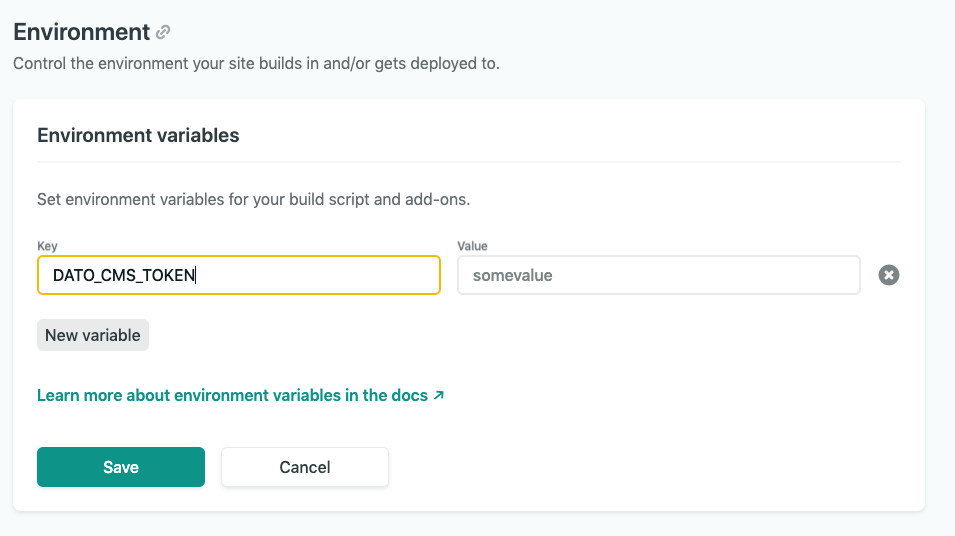 Environment
Control the environment your site builds in and/or gets deployed to.
Environment variables
Set environment variables for your build script and add-ons.
Key Value
DATO_CMS_TOKEN somevalue
New variable
Learn more about environment variables in the docs ↗
Save Cancel